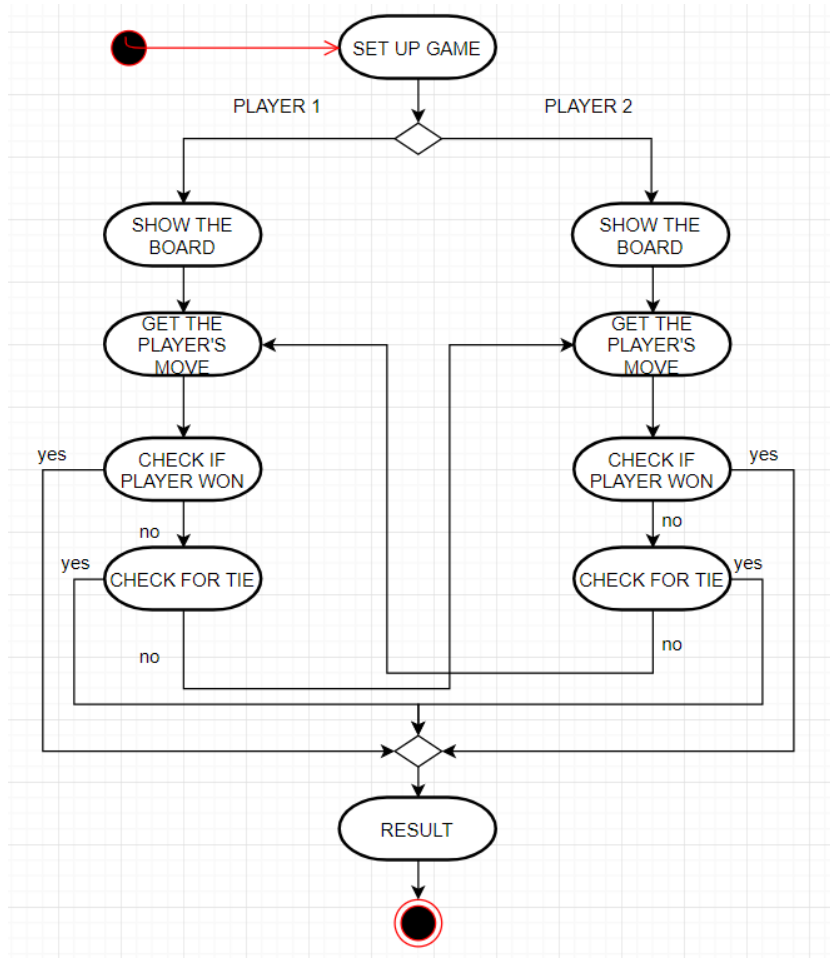 SET UP GAME
PLAYER 1
PLAYER 2
SHOW THE
BOARD
SHOW THE
BOARD
GET THE
PLAYER'S
MOVE
GET THE
PLAYER'S
MOVE
yes
CHECK IF
PLAYER WON
CHECK IF
PLAYER WON
yes
no
no
yes
CHECK FOR TIE
CHECK FOR TIE
yes
no
no
RESULT